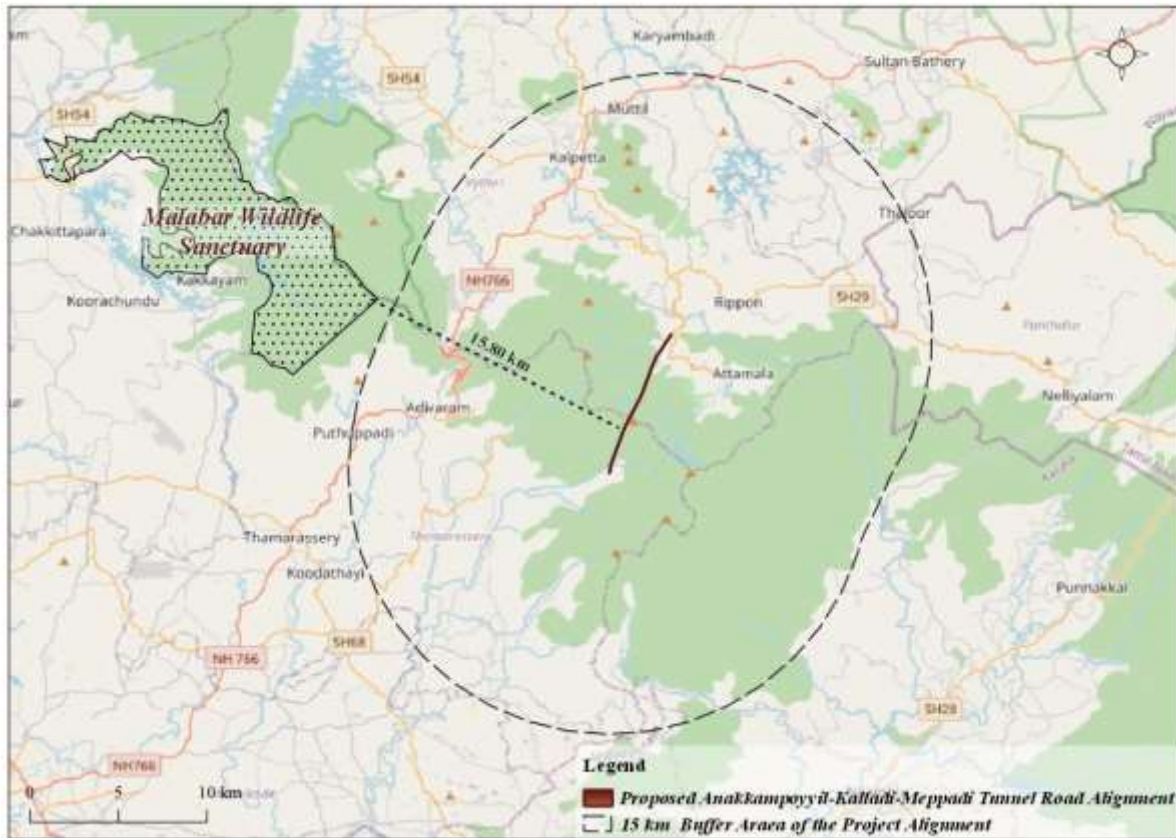 Karyambadi
Sultan Bathery
SH54
SH54
Muttil
Kalpetta
Vythiri
Malabar Wildlife
Sanctuary
Chakkittapara
Kakkayam
Koorachundu
Thaloor
NH766
Rippon
SH29
15.80 km
Attamala
Nelliyalam
Adivaram
Puthuppadi
Kerala
Thamarassery
Koodathayi
Punnakkal
SH68
NH 766
SH28
NH766
0 5 10 km
Legend
Proposed Anakkampoyyil-Kalladi-Meppadi Tunnel Road Alignment
15 km Buffer Araea of the Project Alignment